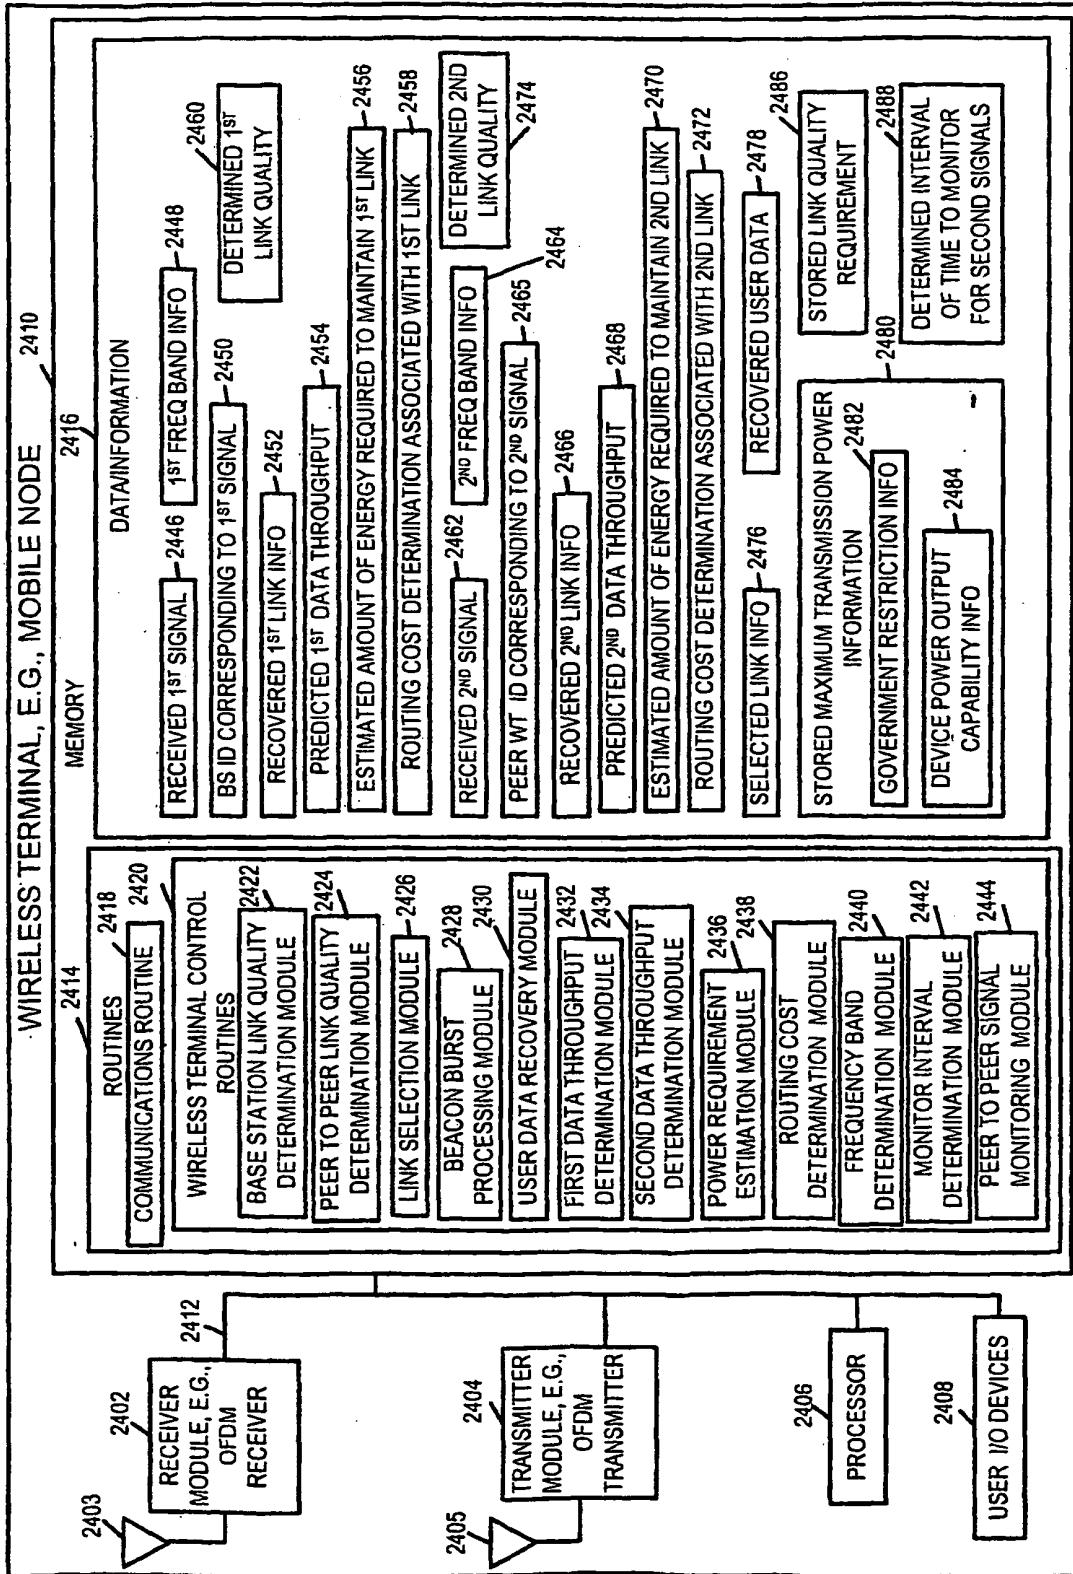 WIRELESS TERMINAL, E.G., MOBILE NODE
2410
2403
2402
RECEIVER
MODULE, E.G.,
OFDM
RECEIVER
2412
2405
2404
TRANSMITTER
MODULE, E.G.,
OFDM
TRANSMITTER
2406
PROCESSOR
2408
USER I/O DEVICES
MEMORY
2414
ROUTINES
2418
COMMUNICATIONS ROUTINE
2420
WIRELESS TERMINAL CONTROL
ROUTINES
2422
BASE STATION LINK QUALITY
DETERMINATION MODULE
2424
PEER TO PEER LINK QUALITY
DETERMINATION MODULE
2426
LINK SELECTION MODULE
2428
BEACON BURST
PROCESSING MODULE
2430
USER DATA RECOVERY MODULE
2432
FIRST DATA THROUGHPUT
DETERMINATION MODULE
2434
SECOND DATA THROUGHPUT
DETERMINATION MODULE
2436
POWER REQUIREMENT
ESTIMATION MODULE
2438
ROUTING COST
DETERMINATION MODULE
2440
FREQUENCY BAND
DETERMINATION MODULE
2442
MONITOR INTERVAL
DETERMINATION MODULE
2444
PEER TO PEER SIGNAL
MONITORING MODULE
2416
DATA/INFORMATION
2446
RECEIVED 1ST SIGNAL
2448
1ST FREQ BAND INFO
2460
DETERMINED 1ST
LINK QUALITY
2450
BS ID CORRESPONDING TO 1ST SIGNAL
2452
RECOVERED 1ST LINK INFO
2454
PREDICTED 1ST DATA THROUGHPUT
2456
ESTIMATED AMOUNT OF ENERGY REQUIRED TO MAINTAIN 1ST LINK
2458
ROUTING COST DETERMINATION ASSOCIATED WITH 1ST LINK
2462
RECEIVED 2ND SIGNAL
2464
2ND FREQ BAND INFO
2474
DETERMINED 2ND
LINK QUALITY
2465
PEER WT ID CORRESPONDING TO 2ND SIGNAL
2466
RECOVERED 2ND LINK INFO
2468
PREDICTED 2ND DATA THROUGHPUT
2470
ESTIMATED AMOUNT OF ENERGY REQUIRED TO MAINTAIN 2ND LINK
2472
ROUTING COST DETERMINATION ASSOCIATED WITH 2ND LINK
2476
SELECTED LINK INFO
2478
RECOVERED USER DATA
2480
STORED MAXIMUM TRANSMISSION POWER
INFORMATION
2482
GOVERNMENT RESTRICTION INFO
2484
DEVICE POWER OUTPUT
CAPABILITY INFO
2486
STORED LINK QUALITY
REQUIREMENT
2488
DETERMINED INTERVAL
OF TIME TO MONITOR
FOR SECOND SIGNALS